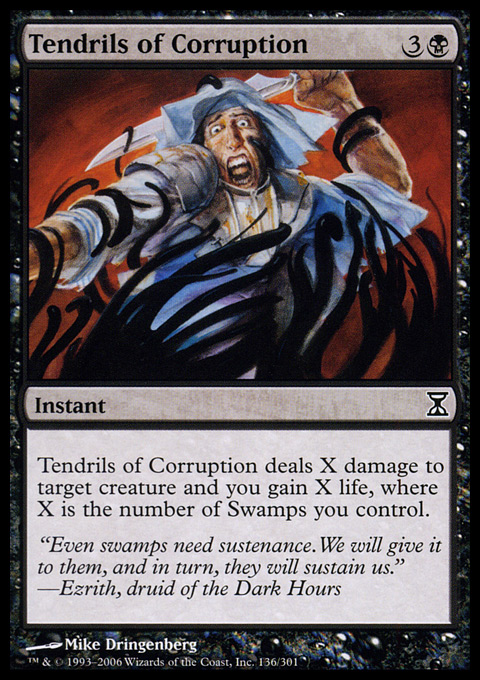 Tendrils of Corruption 3
Instant
Tendrils of Corruption deals X damage to
target creature and you gain X life, where
X is the number of Swamps you control.
“Even swamps need sustenance. We will give it
to them, and in turn, they will sustain us.”
—Ezrith, druid of the Dark Hours
Mike Dringenberg
™ & © 1993–2006 Wizards of the Coast, Inc. 136/301